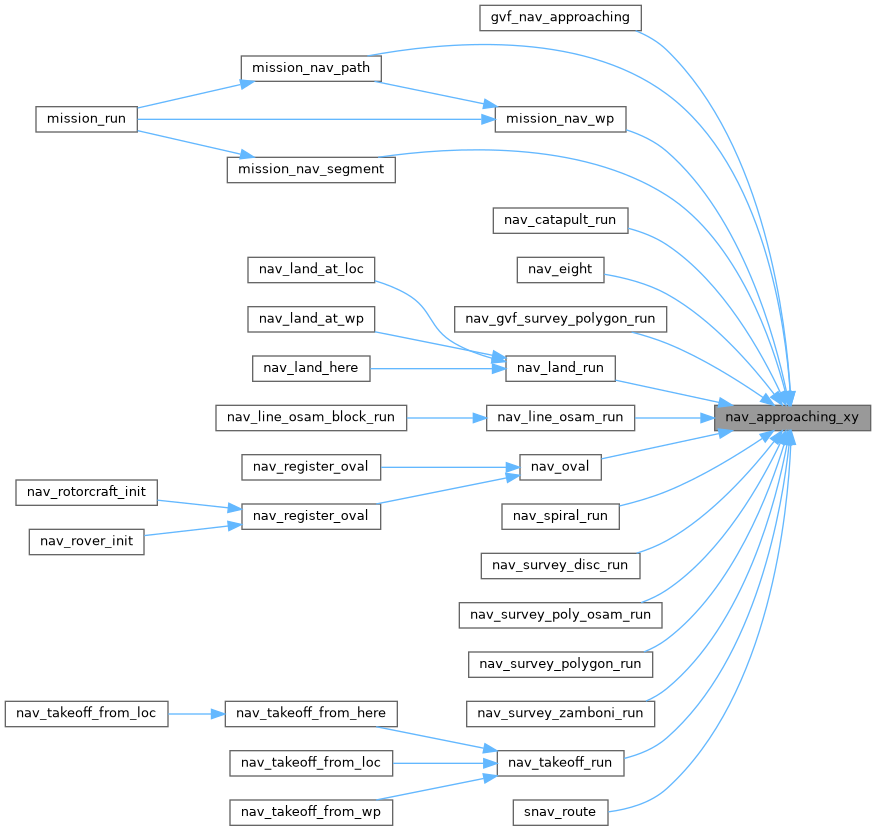 gvf_nav_approaching
mission_nav_path
mission_run
mission_nav_wp
mission_nav_segment
nav_catapult_run
nav_land_at_loc
nav_eight
nav_land_at_wp
nav_gvf_survey_polygon_run
nav_land_here
nav_land_run
nav_line_osam_block_run
nav_line_osam_run
nav_approaching_xy
nav_register_oval
nav_oval
nav_rotorcraft_init
nav_register_oval
nav_spiral_run
nav_rover_init
nav_survey_disc_run
nav_survey_poly_osam_run
nav_survey_polygon_run
nav_takeoff_from_loc
nav_takeoff_from_here
nav_survey_zamboni_run
nav_takeoff_from_loc
nav_takeoff_run
nav_takeoff_from_wp
snav_route